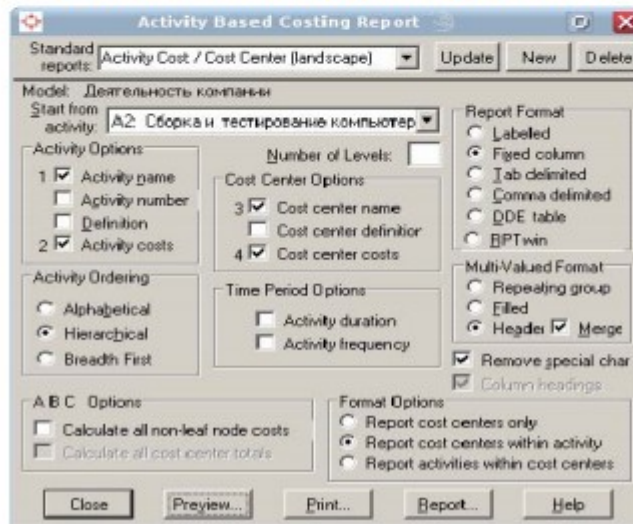 Activity Based Costing Report
Standard reports: Activity Cost / Cost Center (landscape) Update New Delete
Model: Деятельность компании
Start from activity: A2: Сборка и тестирование компьютер
Number of Levels:
Activity Options
1 Activity name
Activity number
Definition
2 Activity costs
Cost Center Options
3 Cost center name
Cost center definition
4 Cost center costs
Report Format
Labeled
Fixed column
Tab delimited
Comma delimited
DDE table
BPTwin
Activity Ordering
Alphabetical
Hierarchical
Breadth First
Time Period Options
Activity duration
Activity frequency
Multi-Valued Format
Repeating group
Filled
Header Merge
Remove special char
Column headings
A B C Options
Calculate all non-leaf node costs
Calculate all cost center totals
Format Options
Report cost centers only
Report cost centers within activity
Report activities within cost centers
Close Preview... Print... Report... Help